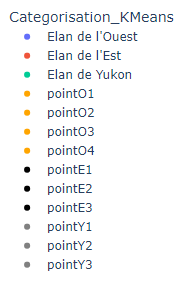 Categorisation_KMeans
Elan de l'Ouest
Elan de l'Est
Elan de Yukon
pointO1
pointO2
pointO3
pointO4
pointE1
pointE2
pointE3
pointY1
pointY2
pointY3